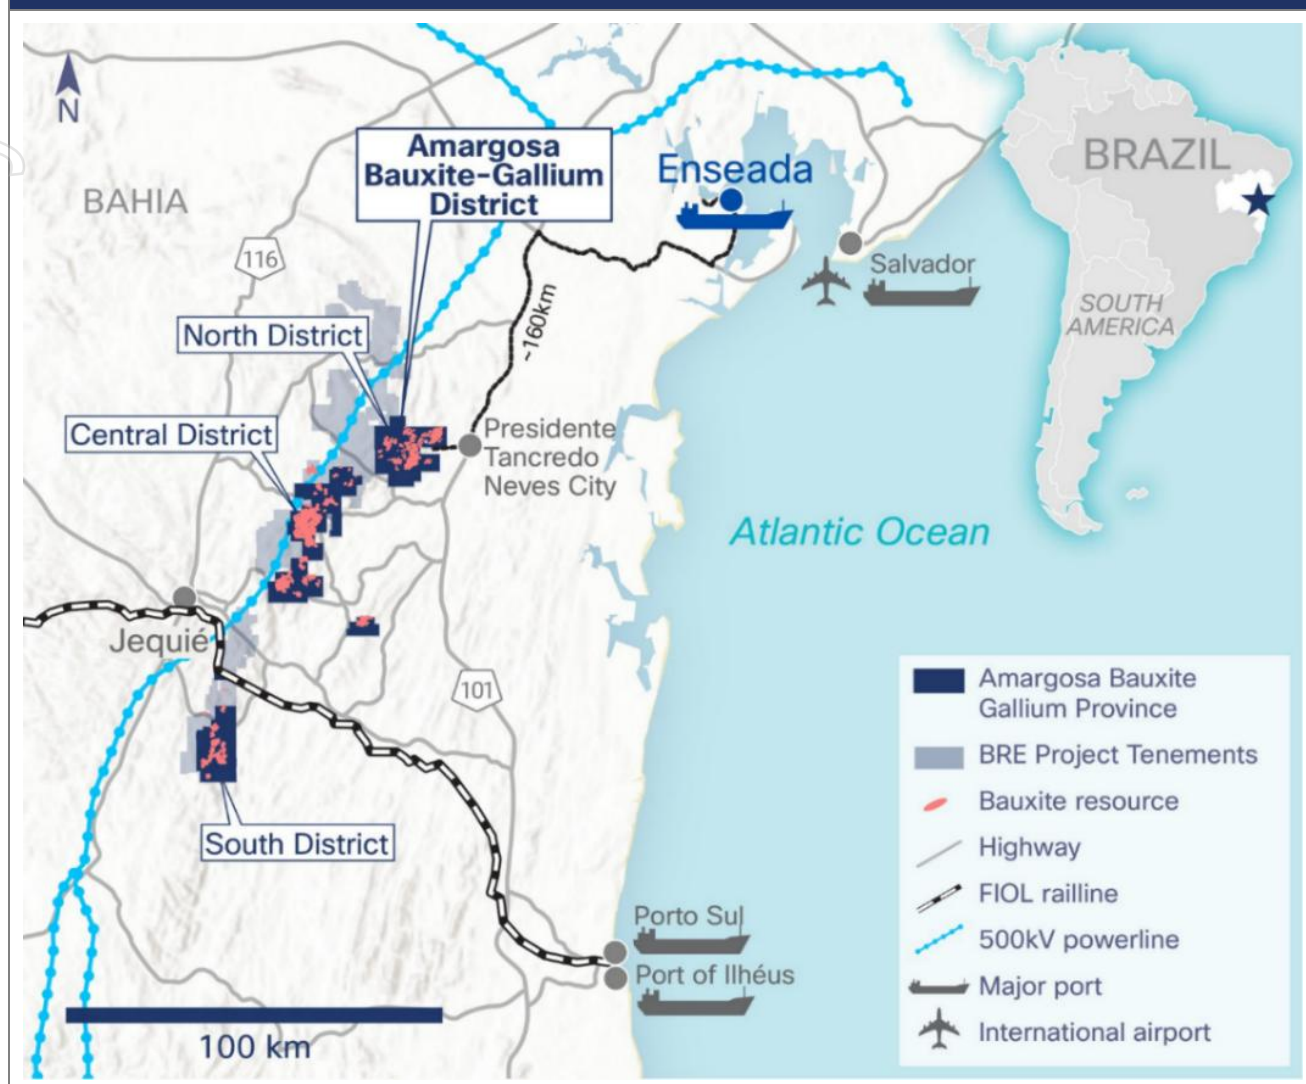 N
BAHIA
116
Amargosa
Bauxite-Gallium
District
Enseada
Salvador
BRAZIL
SOUTH
AMERICA
North District
~160km
Central District
Presidente
Tancredo
Neves City
Atlantic Ocean
Jequié
101
South District
Porto Sul
Port of Ilhéus
100 km
Amargosa Bauxite
Gallium Province
BRE Project Tenements
Bauxite resource
Highway
FIOL railline
500kV powerline
Major port
International airport